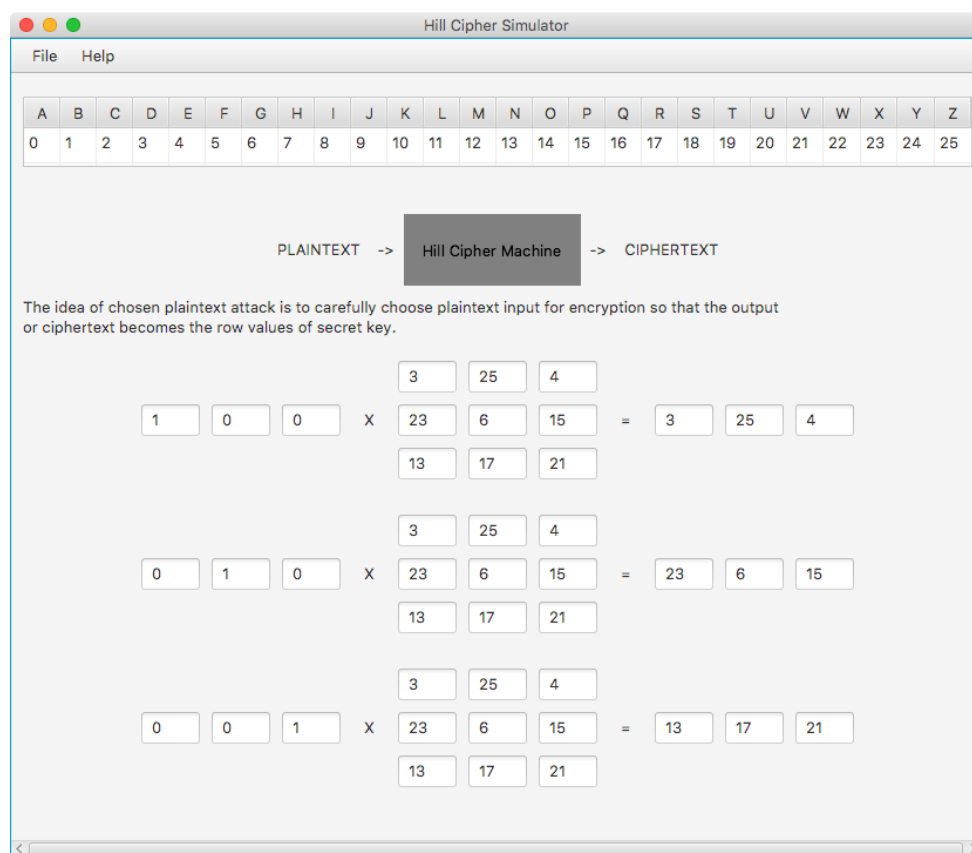 Hill Cipher Simulator
File Help
A B C D E F G H I J K L M N O P Q R S T U V W X Y Z
0 1 2 3 4 5 6 7 8 9 10 11 12 13 14 15 16 17 18 19 20 21 22 23 24 25
PLAINTEXT -> Hill Cipher Machine -> CIPHERTEXT
The idea of chosen plaintext attack is to carefully choose plaintext input for encryption so that the output
or ciphertext becomes the row values of secret key.
3 25 4
1 0 0 X 23 6 15 = 3 25 4
13 17 21
3 25 4
0 1 0 X 23 6 15 = 23 6 15
13 17 21
3 25 4
0 0 1 X 23 6 15 = 13 17 21
13 17 21